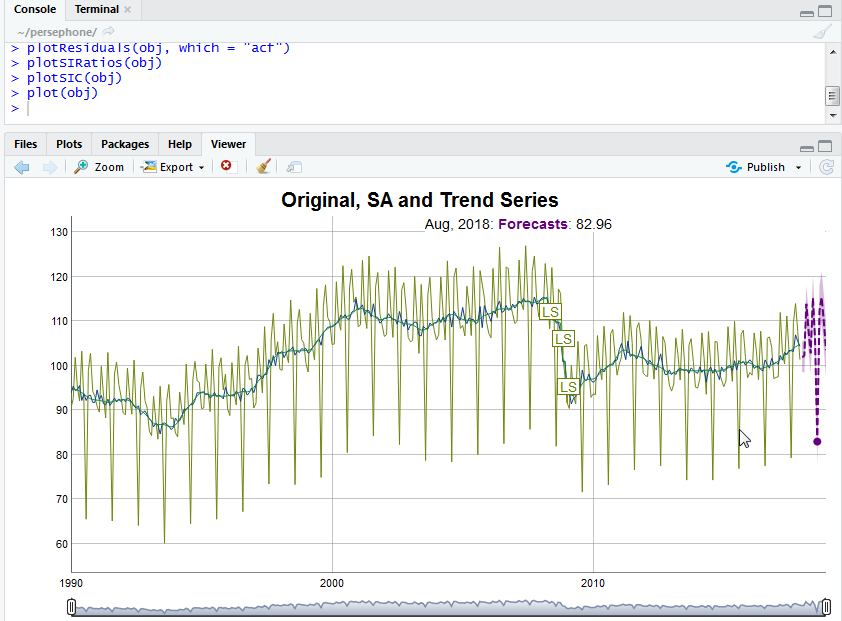 Console Terminal ×
~/persephone/
> plotResiduals(obj, which = "acf")
> plotSIRatios(obj)
> plotSIC(obj)
> plot(obj)
>
Files Plots Packages Help Viewer
Zoom Export Publish
Original, SA and Trend Series
Aug, 2018: Forecasts: 82.96
130
120
110
100
90
80
70
60
LS
LS
LS
1990 2000 2010